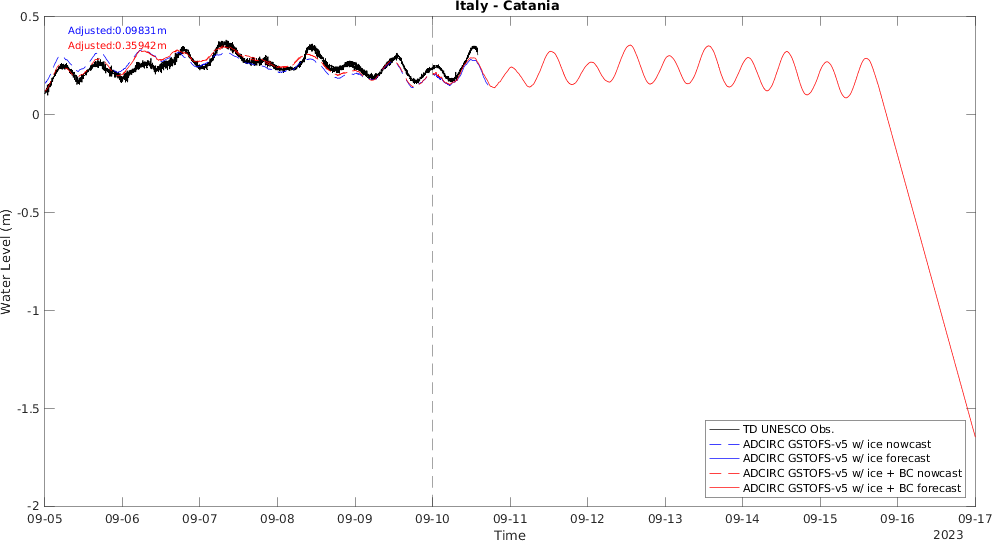 Italy - Catania
Adjusted:0.09831m
Adjusted:0.35942m
0.5
0
-0.5
-1
-1.5
-2
Water Level (m)
TD UNESCO Obs.
ADCIRC GSTOFS-v5 w/ ice nowcast
ADCIRC GSTOFS-v5 w/ ice forecast
ADCIRC GSTOFS-v5 w/ ice + BC nowcast
ADCIRC GSTOFS-v5 w/ ice + BC forecast
09-05 09-06 09-07 09-08 09-09 09-10 09-11 09-12 09-13 09-14 09-15 09-16 09-17
Time
2023